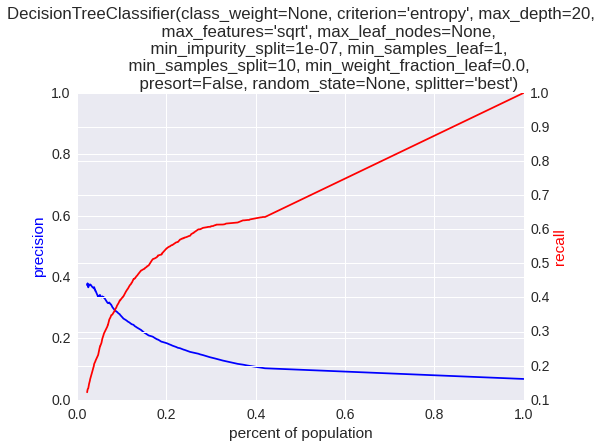 DecisionTreeClassifier(class_weight=None, criterion='entropy', max_depth=20,
max_features='sqrt', max_leaf_nodes=None,
min_impurity_split=1e-07, min_samples_leaf=1,
min_samples_split=10, min_weight_fraction_leaf=0.0,
presort=False, random_state=None, splitter='best')
1.0
0.8
0.6
0.4
0.2
0.0
precision
1.0
0.9
0.8
0.7
0.6
0.5
0.4
0.3
0.2
0.1
recall
0.0 0.2 0.4 0.6 0.8 1.0
percent of population